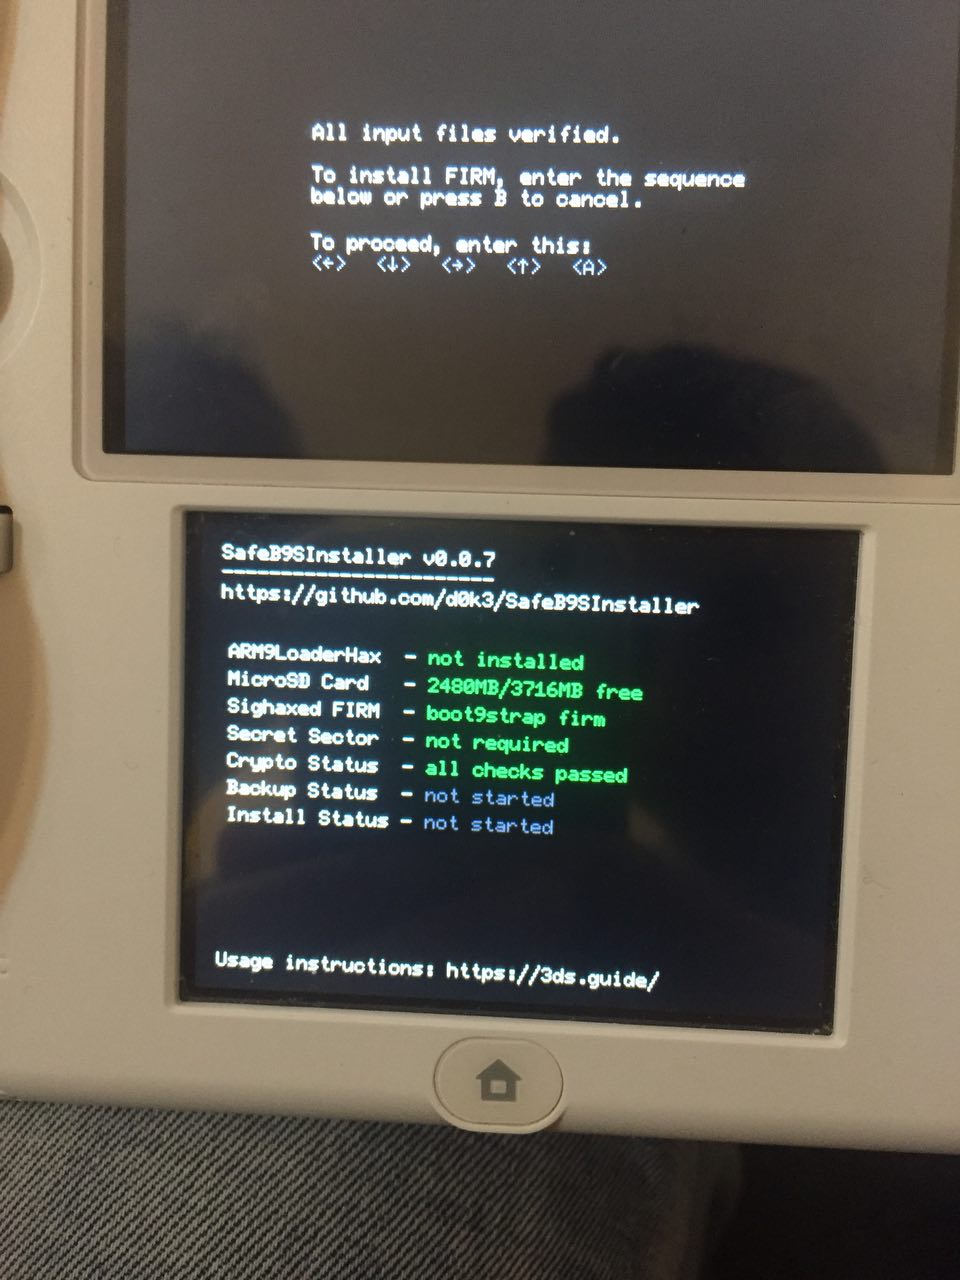 All input files verified.
To install FIRM, enter the sequence
below or press B to cancel.
To proceed, enter this:
<←> <↓> <→> <↑> <A>
SafeB9SInstaller v0.0.7
-----------------------
https://github.com/d0k3/SafeB9SInstaller
ARM9LoaderHax - not installed
MicroSD Card - 2480MB/3716MB free
Sighaxed FIRM - boot9strap firm
Secret Sector - not required
Crypto Status - all checks passed
Backup Status - not started
Install Status - not started
Usage instructions: https://3ds.guide/